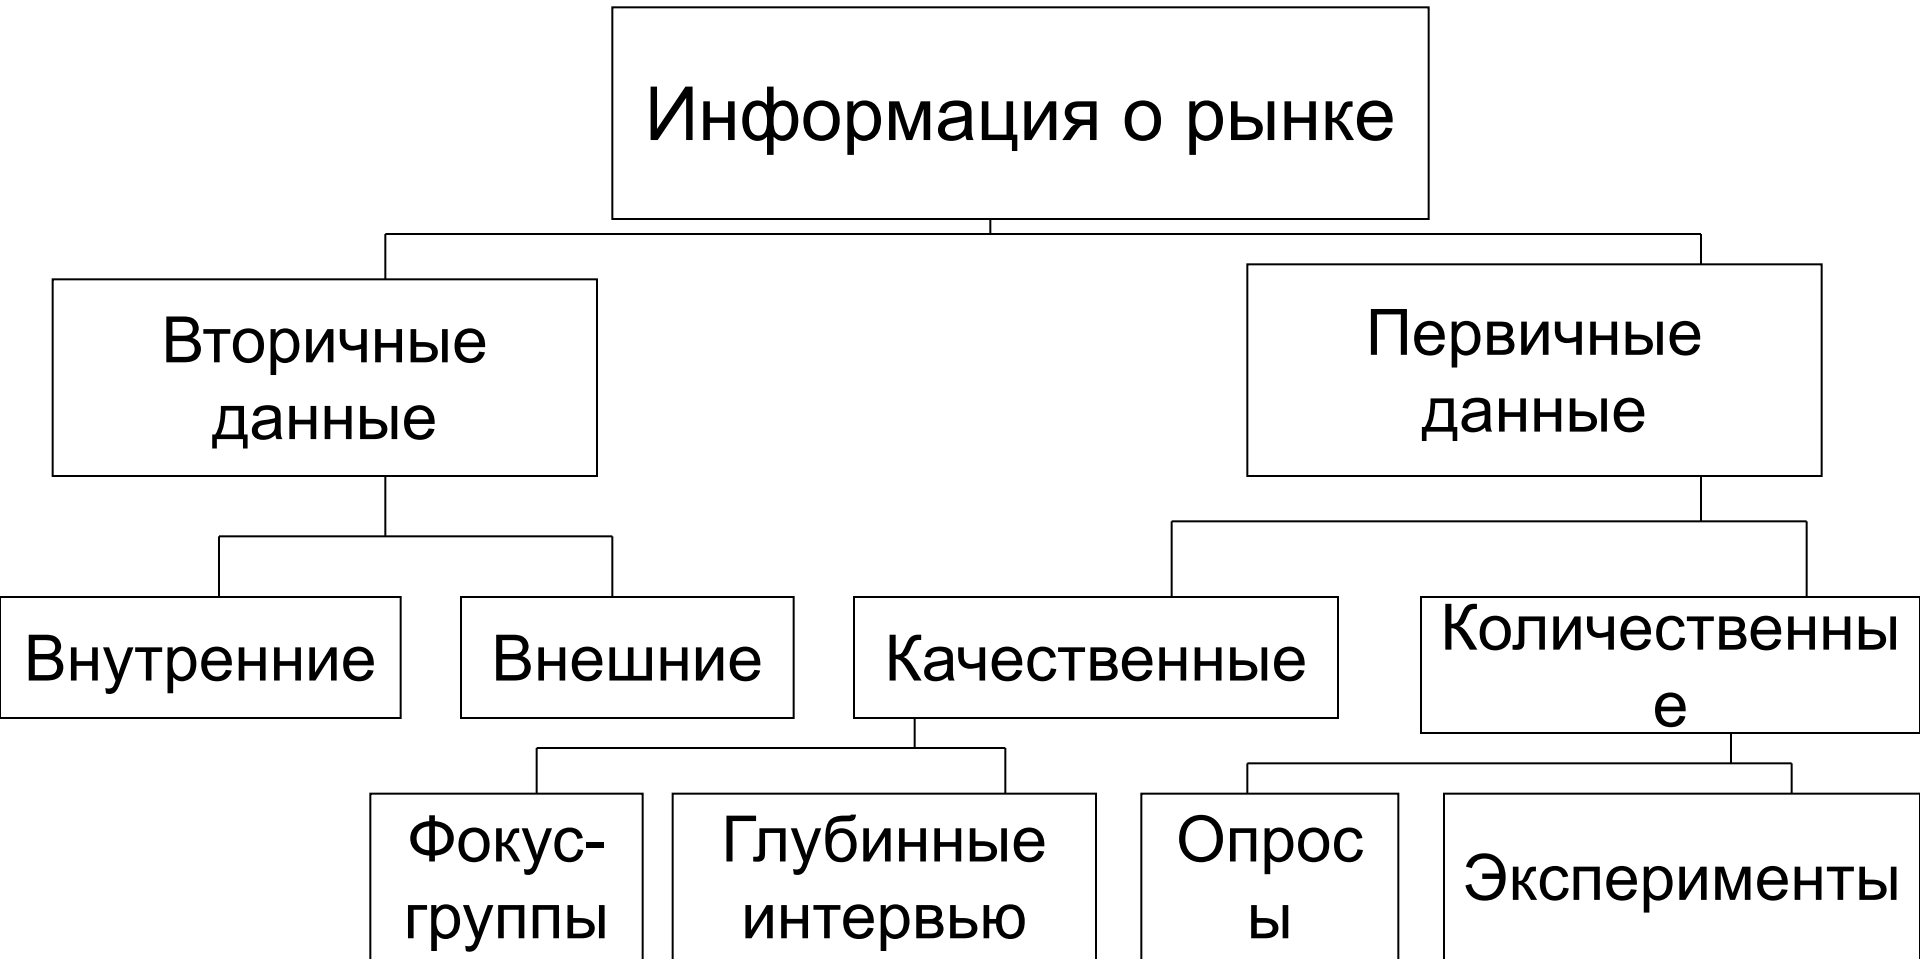 Информация о рынке
Вторичные
данные
Первичные
данные
Внутренние
Внешние
Качественные
Количественны
е
Фокус-
группы
Глубинные
интервью
Опрос
ы
Эксперименты